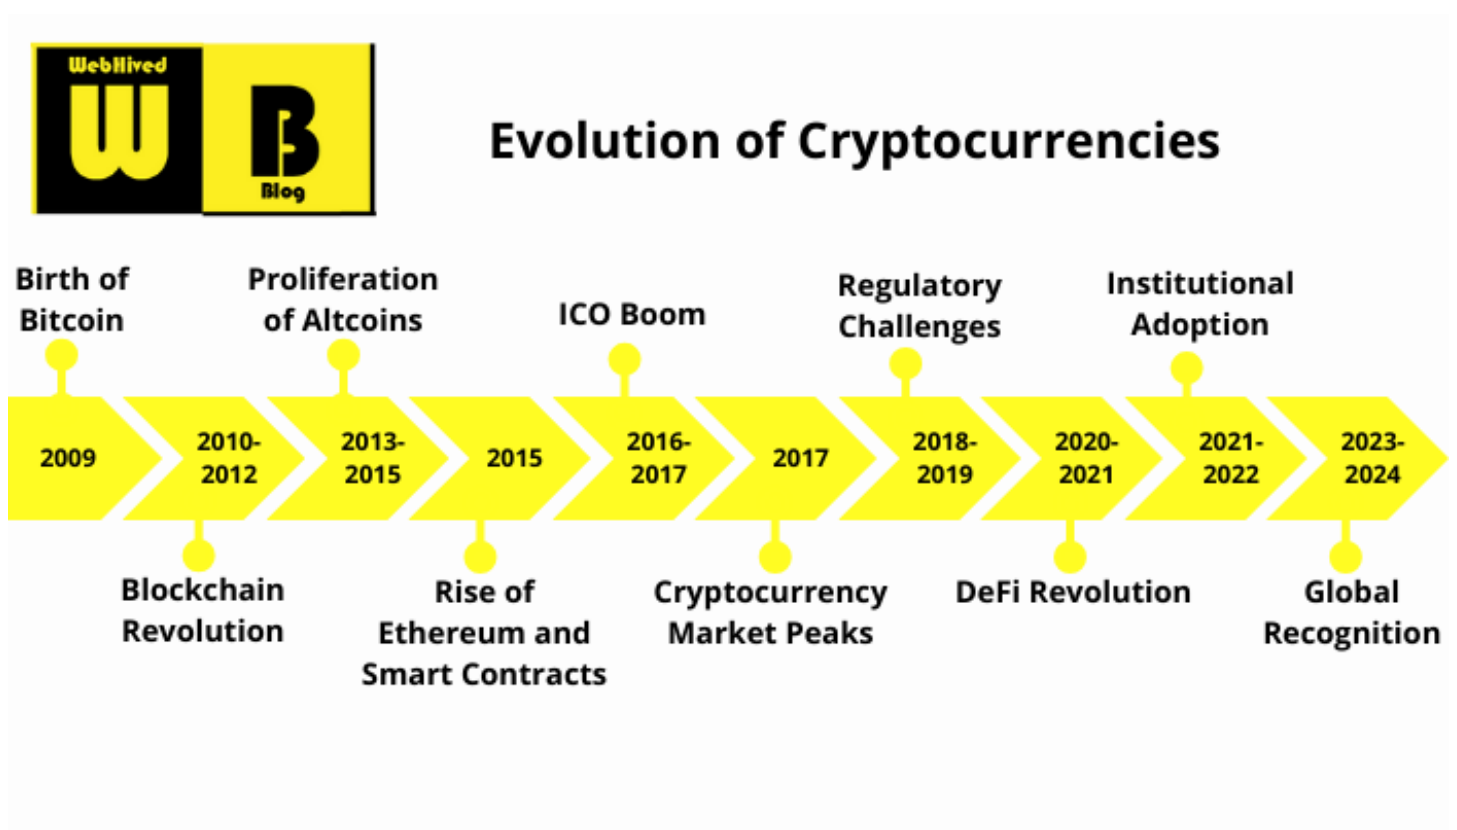 WebHived
W
B
Blog
Evolution of Cryptocurrencies
Birth of
Bitcoin
Proliferation
of Altcoins
ICO Boom
Regulatory
Challenges
Institutional
Adoption
2009
2010-
2012
2013-
2015
2015
2016-
2017
2017
2018-
2019
2020-
2021
2021-
2022
2023-
2024
Blockchain
Revolution
Rise of
Ethereum and
Smart Contracts
Cryptocurrency
Market Peaks
DeFi Revolution
Global
Recognition